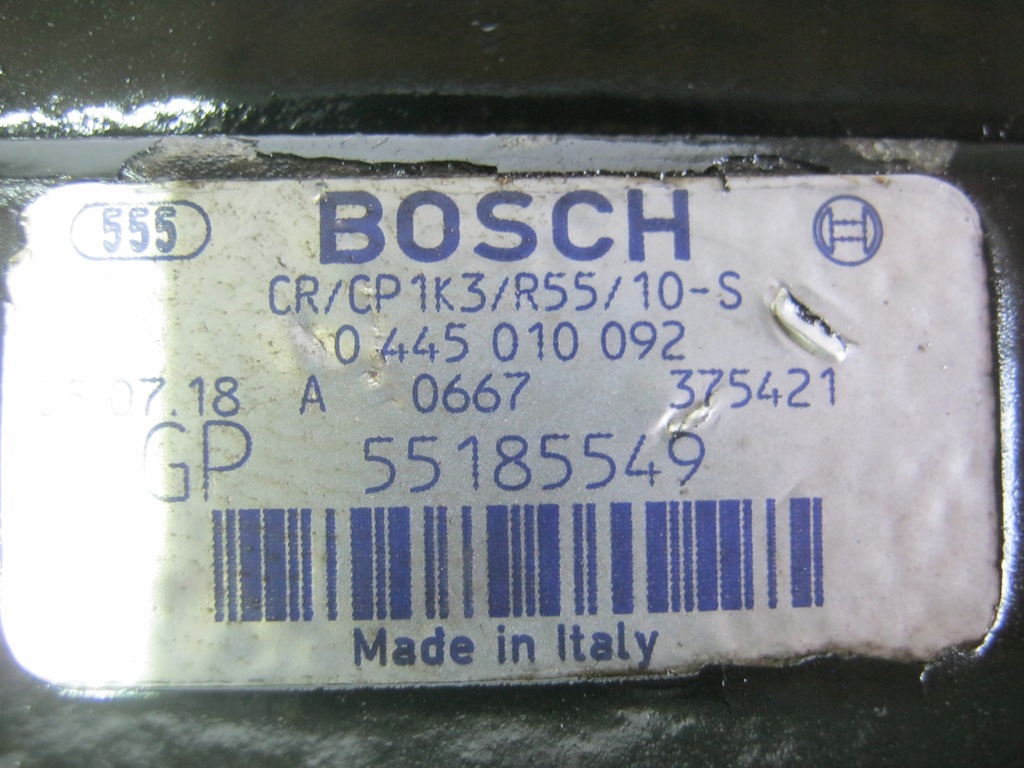 555 BOSCH
CR/CP1K3/R55/10-S
0 445 010 092
07.18 A 0667 375421
GP 55185549
Made in Italy